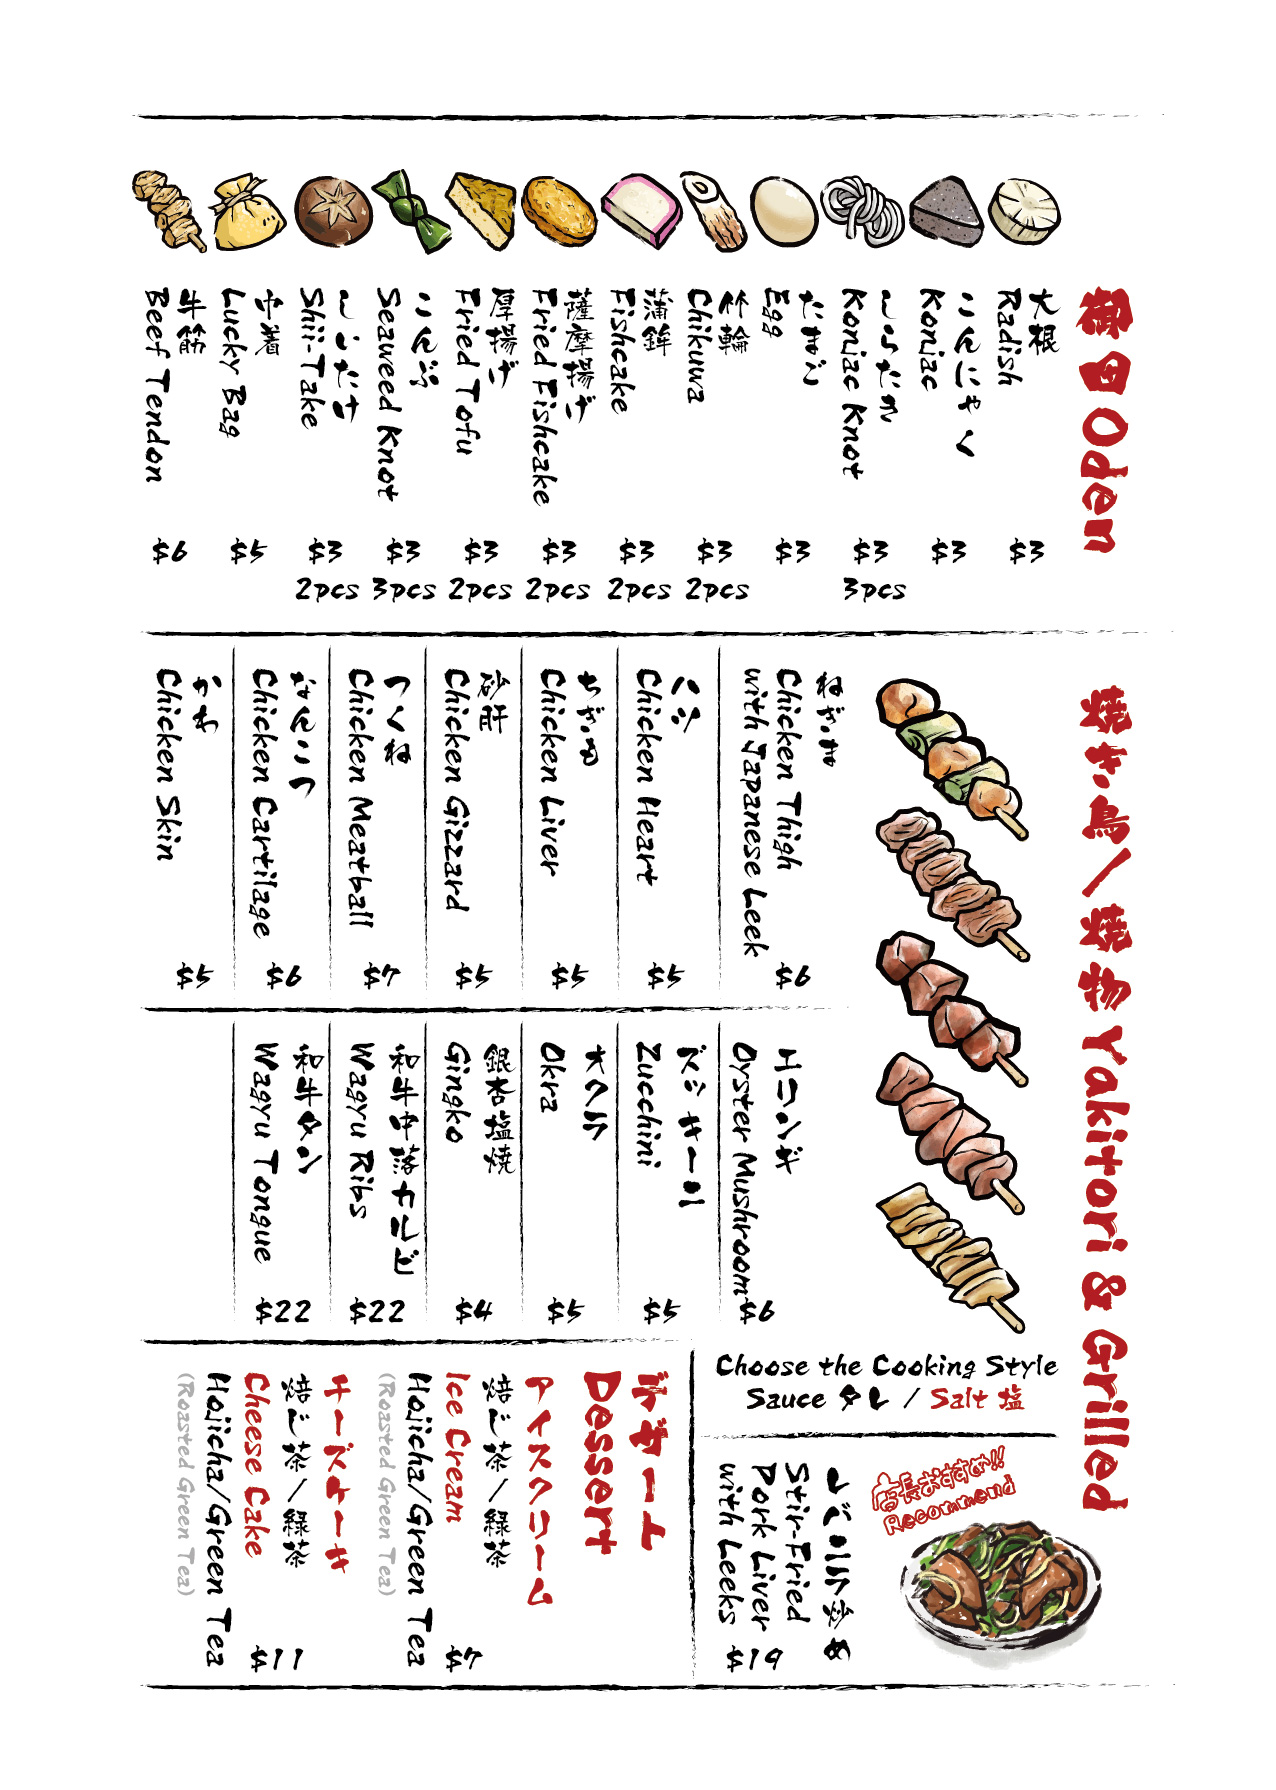 御田 Oden
大根
Radish
$3
こんにゃく
Konjac
$3
しらたき
Konjac Knot
$3
3pcs
たまご
Egg
$3
竹輪
Chikuwa
$3
2pcs
蒲鉾
Fishcake
$3
2pcs
薩摩揚げ
Fried Fishcake
$3
2pcs
厚揚げ
Fried Tofu
$3
2pcs
こんぶ
Seaweed Knot
$3
3pcs
しいたけ
Shii-Take
$3
2pcs
巾着
Lucky Bag
$5
牛筋
Beef Tendon
$6
焼き鳥/焼物 Yakitori & Grilled
ねぎま
Chicken Thigh
with Japanese Leek
$6
ハツ
Chicken Heart
$5
ちぎも
Chicken Liver
$5
砂肝
Chicken Gizzard
$5
つくね
Chicken Meatball
$7
なんこつ
Chicken Cartilage
$6
かわ
Chicken Skin
$5
エリンギ
Oyster Mushroom
$6
ズッキーニ
Zucchini
$5
オクラ
Okra
$5
銀杏塩焼
Gingko
$4
和牛中落カルビ
Wagyu Ribs
$22
和牛タン
Wagyu Tongue
$22
Choose the Cooking Style
Sauce タレ / Salt 塩
店長おすすめ!!
Recommend
レバーニラ炒め
Stir-Fried
Pork Liver
with Leeks
$19
デザート
Dessert
アイスクリーム
焙じ茶/緑茶
Ice Cream
$7
Hojicha/Green Tea
(Roasted Green Tea)
チーズケーキ
焙じ茶/緑茶
Cheese Cake
$11
Hojicha/Green Tea
(Roasted Green Tea)